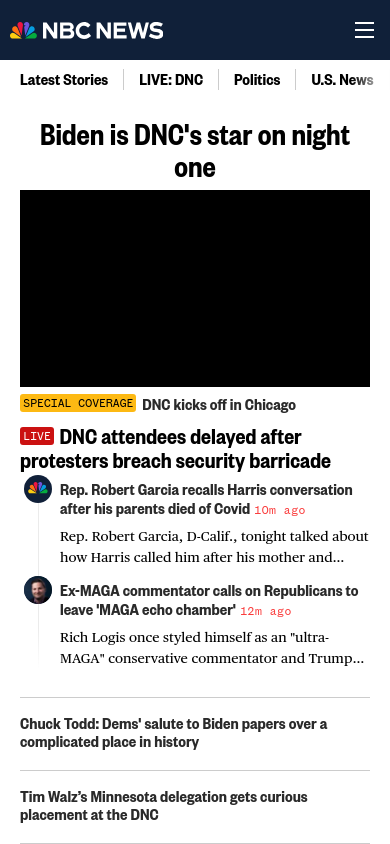 NBC NEWS
Latest Stories
LIVE: DNC
Politics
U.S. News
Biden is DNC's star on night
one
SPECIAL COVERAGE DNC kicks off in Chicago
LIVE DNC attendees delayed after
protesters breach security barricade
Rep. Robert Garcia recalls Harris conversation
after his parents died of Covid 10m ago
Rep. Robert Garcia, D-Calif., tonight talked about
how Harris called him after his mother and...
Ex-MAGA commentator calls on Republicans to
leave 'MAGA echo chamber' 12m ago
Rich Logis once styled himself as an "ultra-
MAGA" conservative commentator and Trump...
Chuck Todd: Dems' salute to Biden papers over a
complicated place in history
Tim Walz’s Minnesota delegation gets curious
placement at the DNC